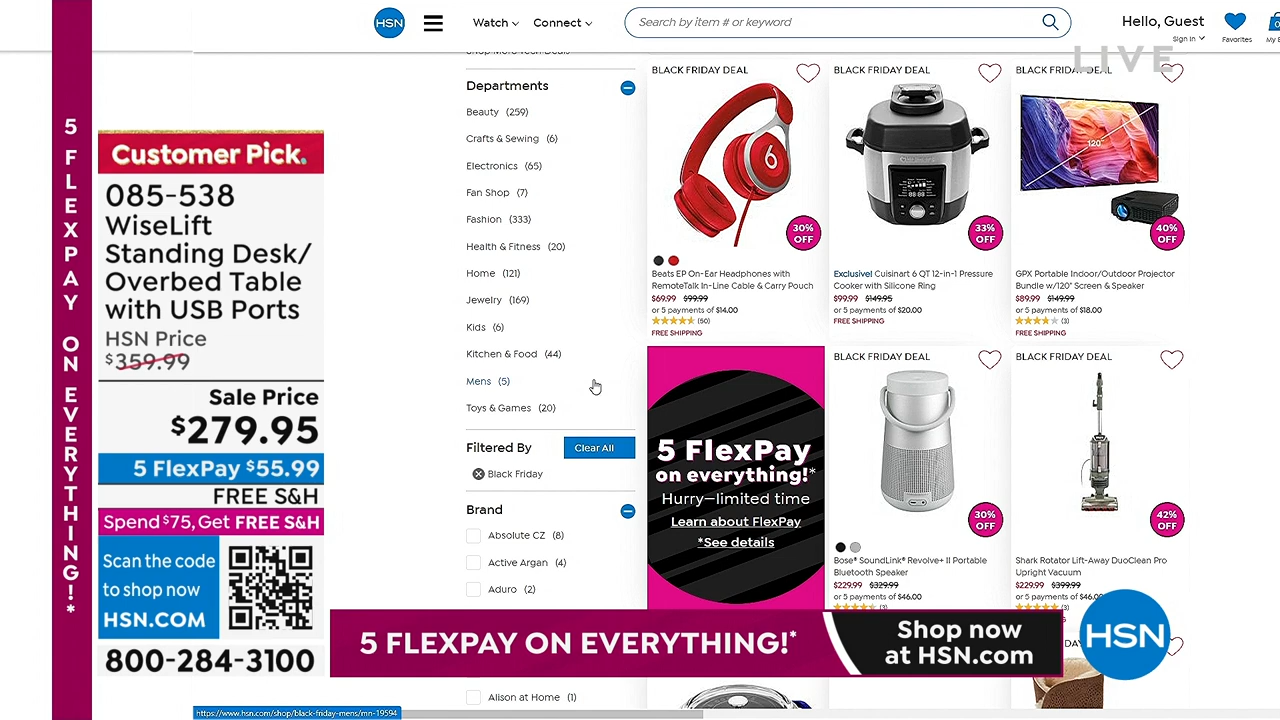 HSN
Watch
Connect
Search by item # or keyword
Hello, Guest
Sign In
Favorites
LIVE
5 FLEXPAY ON EVERYTHING!*
Customer Pick.
085-538
WiseLift
Standing Desk/
Overbed Table
with USB Ports
HSN Price
$359.99
Sale Price
$279.95
5 FlexPay $55.99
FREE S&H
Spend $75, Get FREE S&H
Scan the code
to shop now
HSN.COM
800-284-3100
Departments
Beauty (259)
Crafts & Sewing (6)
Electronics (65)
Fan Shop (7)
Fashion (333)
Health & Fitness (20)
Home (121)
Jewelry (169)
Kids (6)
Kitchen & Food (44)
Mens (5)
Toys & Games (20)
Filtered By
Clear All
Black Friday
Brand
Absolute CZ (8)
Active Argan (4)
Aduro (2)
Alison at Home (1)
BLACK FRIDAY DEAL
30%
OFF
Beats EP On-Ear Headphones with
RemoteTalk In-Line Cable & Carry Pouch
$69.99 $99.99
or 5 payments of $14.00
(50)
FREE SHIPPING
BLACK FRIDAY DEAL
Cuisinart
33%
OFF
Exclusive! Cuisinart 6 QT 12-in-1 Pressure
Cooker with Silicone Ring
$99.99 $149.95
or 5 payments of $20.00
FREE SHIPPING
BLACK FRIDAY DEAL
120"
40%
OFF
GPX Portable Indoor/Outdoor Projector
Bundle w/120" Screen & Speaker
$89.99 $149.99
or 5 payments of $18.00
(3)
FREE SHIPPING
5 FlexPay
on everything!*
Hurry—limited time
Learn about FlexPay
*See details
BLACK FRIDAY DEAL
30%
OFF
Bose® SoundLink® Revolve+ II Portable
Bluetooth Speaker
$229.99 $329.99
or 5 payments of $46.00
(3)
BLACK FRIDAY DEAL
42%
OFF
Shark Rotator Lift-Away DuoClean Pro
Upright Vacuum
$229.99 $399.99
or 5 payments of $46.00
(3)
5 FLEXPAY ON EVERYTHING!*
Shop now
at HSN.com
HSN
https://www.hsn.com/shop/black-friday-mens/mn-19594